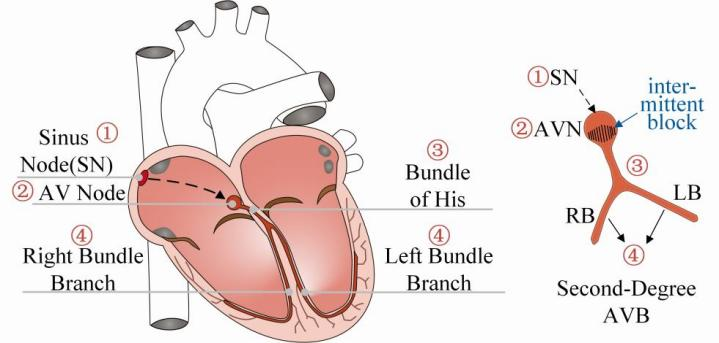 Sinus ①
Node(SN)
② AV Node
④
Right Bundle
Branch
③
Bundle
of His
④
Left Bundle
Branch
①SN
inter-
mittent
block
②AVN
③
LB
RB
④
Second-Degree
AVB